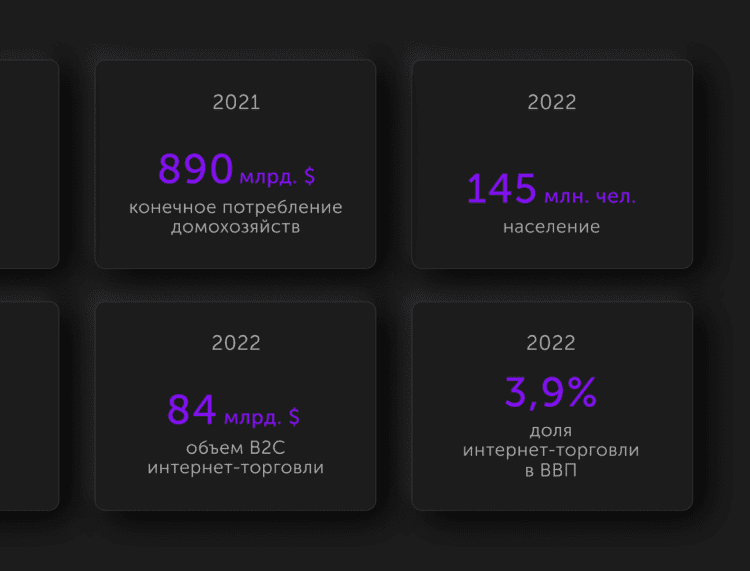 2021
890 млрд. $
конечное потребление
домохозяйств
2022
145 млн. чел.
население
2022
84 млрд. $
объем B2C
интернет-торговли
2022
3,9%
доля
интернет-торговли
в ВВП